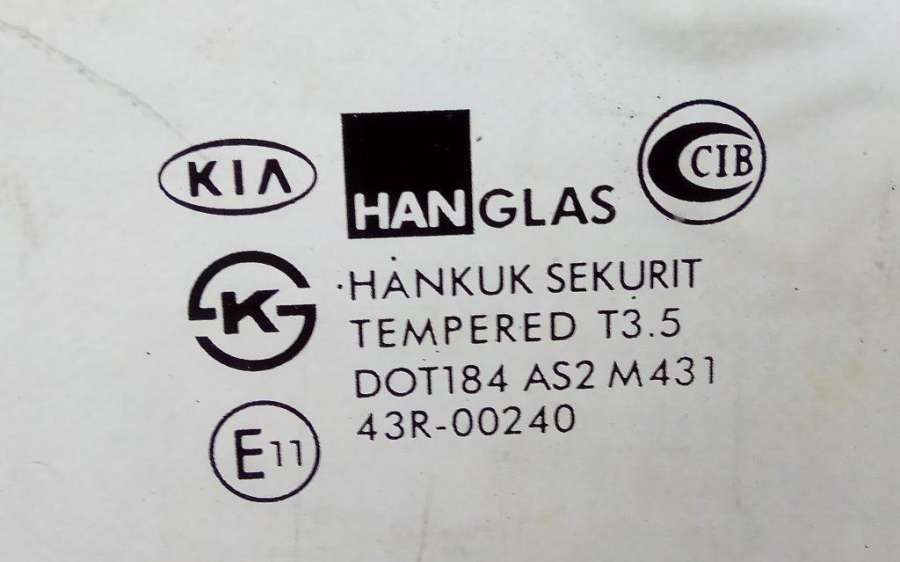 KIA
HANGLAS
CIB
K
HANKUK SEKURIT
TEMPERED T3.5
DOT184 AS2 M431
E11
43R-00240